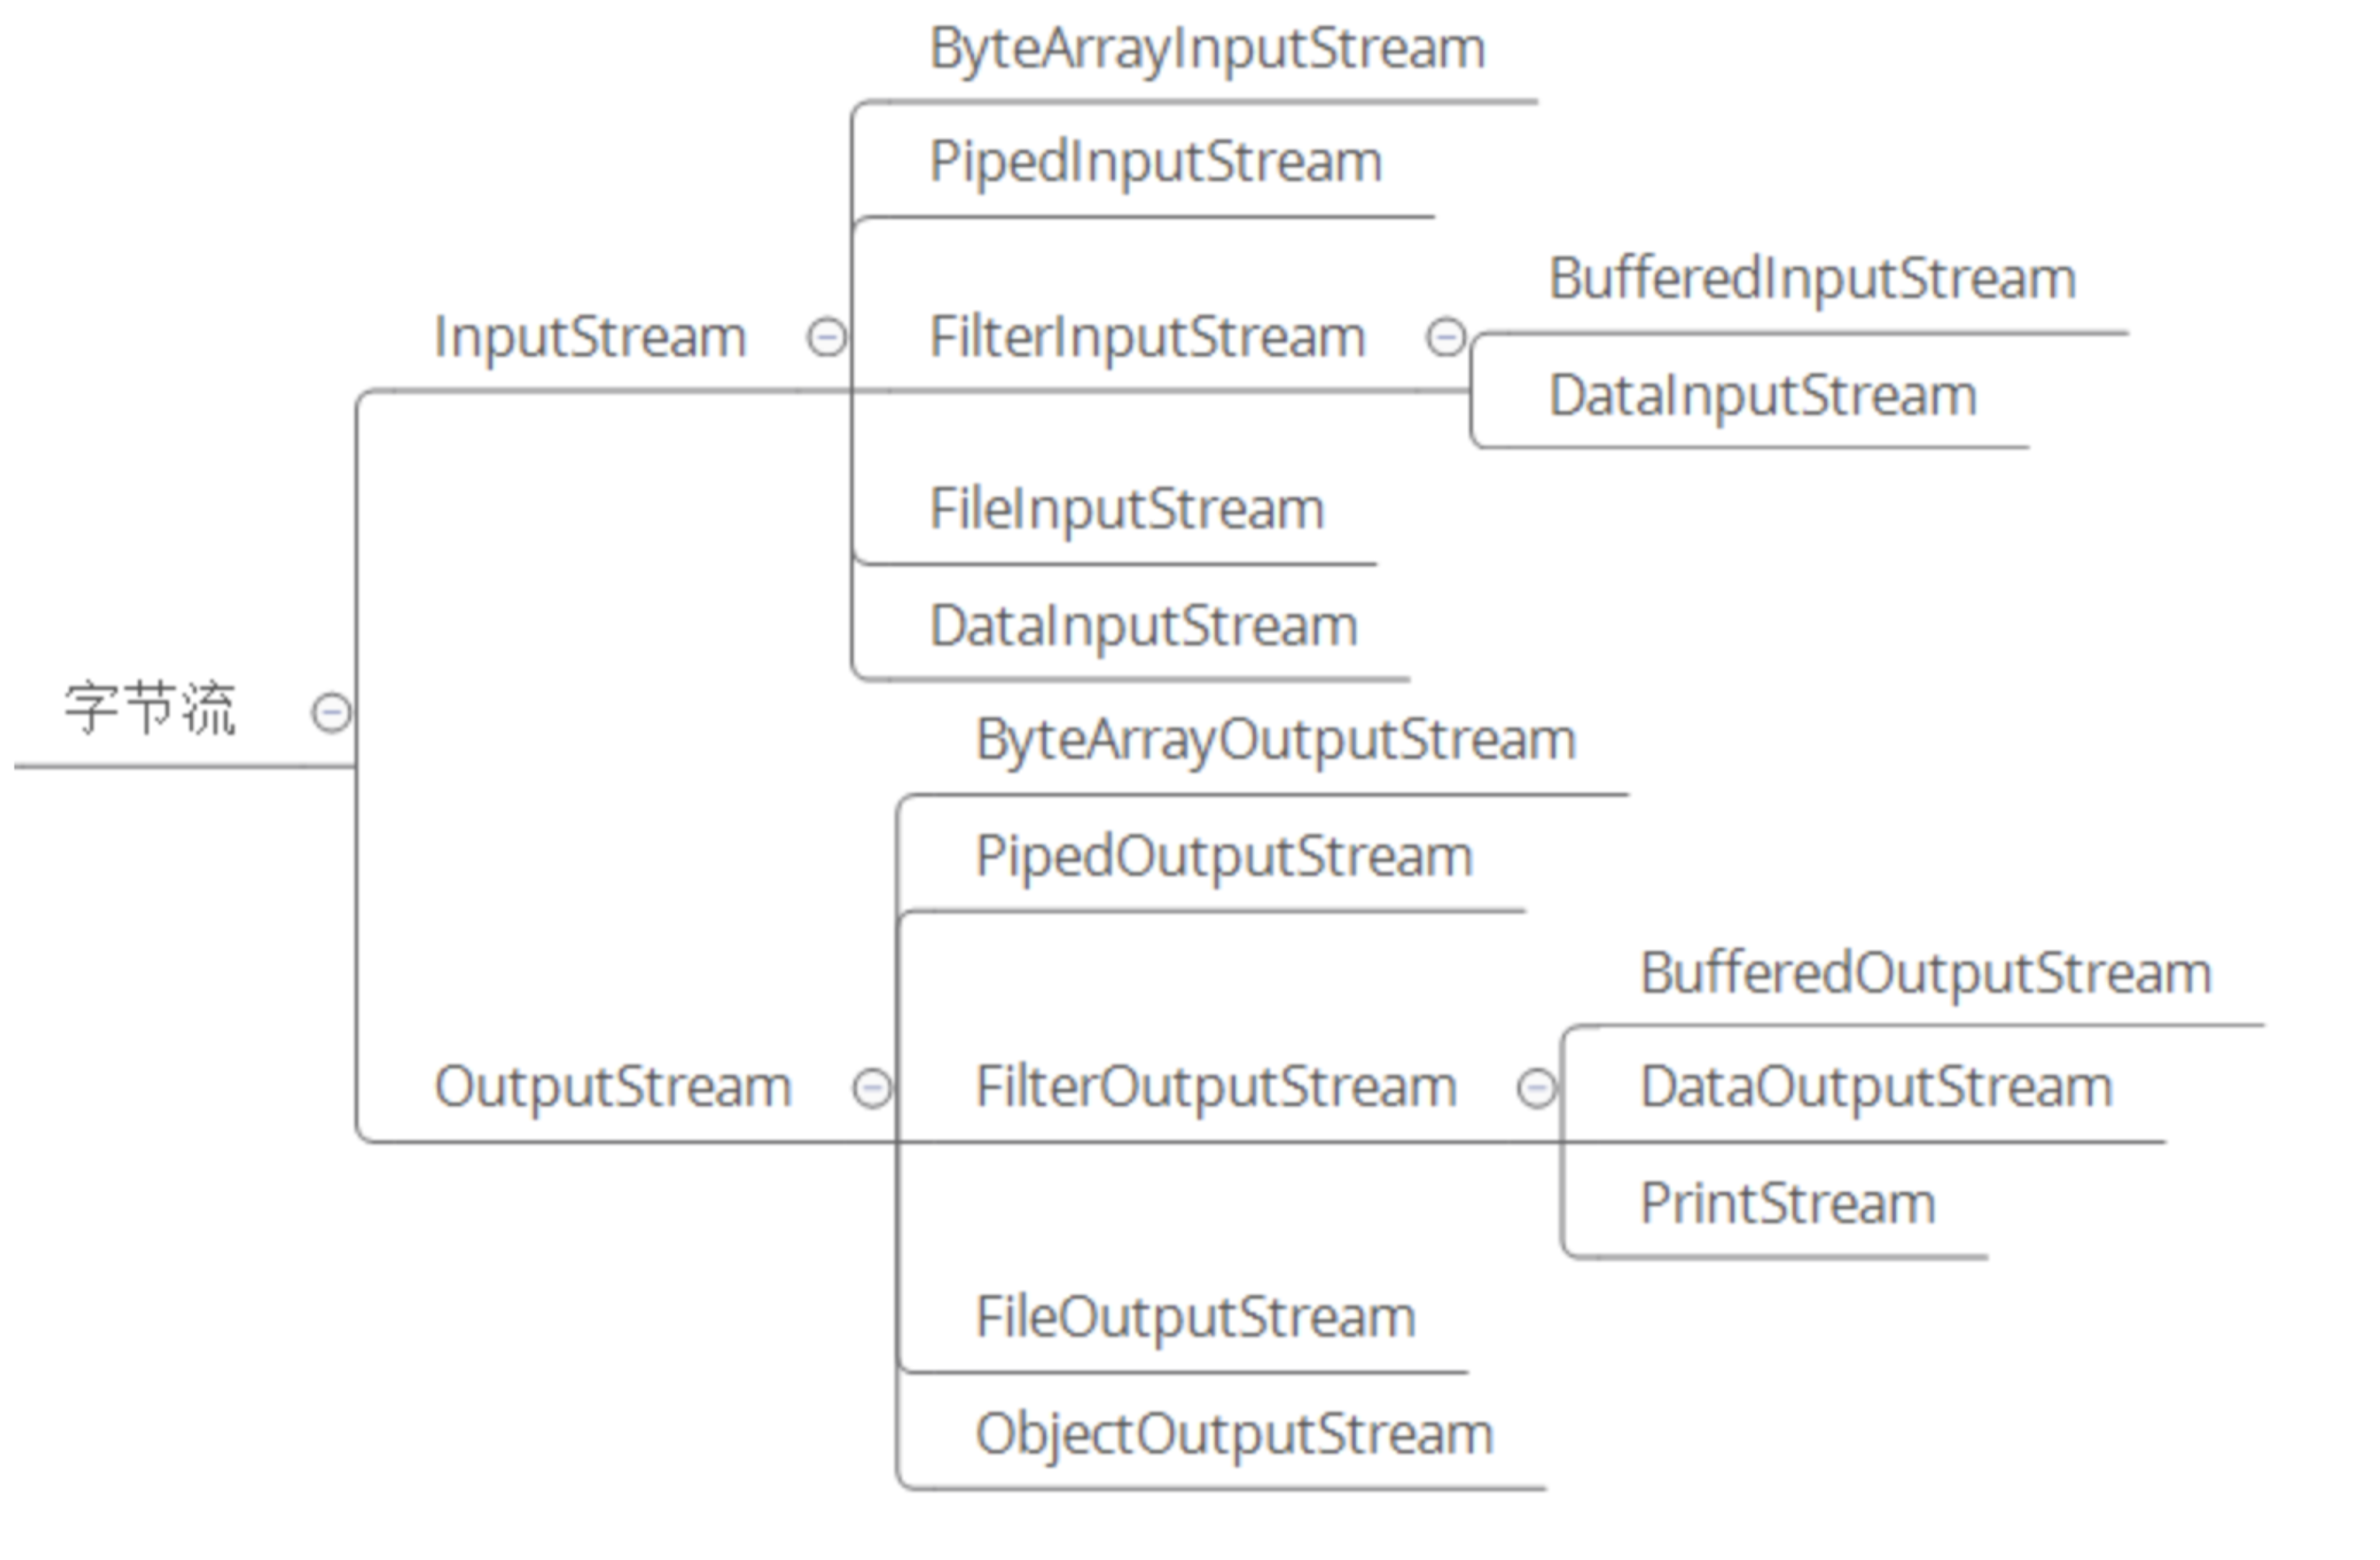 ByteArrayInputStream
PipedInputStream
BufferedInputStream
InputStream
FilterInputStream
DataInputStream
FileInputStream
DataInputStream
字节流
ByteArrayOutputStream
PipedOutputStream
BufferedOutputStream
OutputStream
FilterOutputStream
DataOutputStream
PrintStream
FileOutputStream
ObjectOutputStream